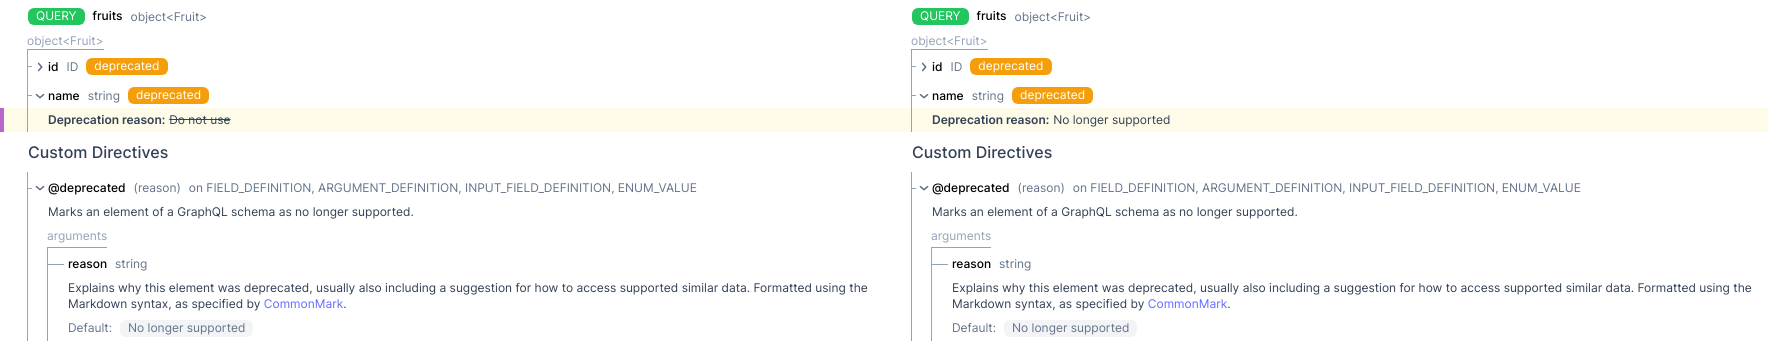 QUERY fruits object<Fruit>
object<Fruit>
id ID deprecated
name string deprecated
Deprecation reason: Do not use
Custom Directives
@deprecated (reason) on FIELD_DEFINITION, ARGUMENT_DEFINITION, INPUT_FIELD_DEFINITION, ENUM_VALUE
Marks an element of a GraphQL schema as no longer supported.
arguments
reason string
Explains why this element was deprecated, usually also including a suggestion for how to access supported similar data. Formatted using the
Markdown syntax, as specified by CommonMark.
Default: No longer supported
QUERY fruits object<Fruit>
object<Fruit>
id ID deprecated
name string deprecated
Deprecation reason: No longer supported
Custom Directives
@deprecated (reason) on FIELD_DEFINITION, ARGUMENT_DEFINITION, INPUT_FIELD_DEFINITION, ENUM_VALUE
Marks an element of a GraphQL schema as no longer supported.
arguments
reason string
Explains why this element was deprecated, usually also including a suggestion for how to access supported similar data. Formatted using the
Markdown syntax, as specified by CommonMark.
Default: No longer supported